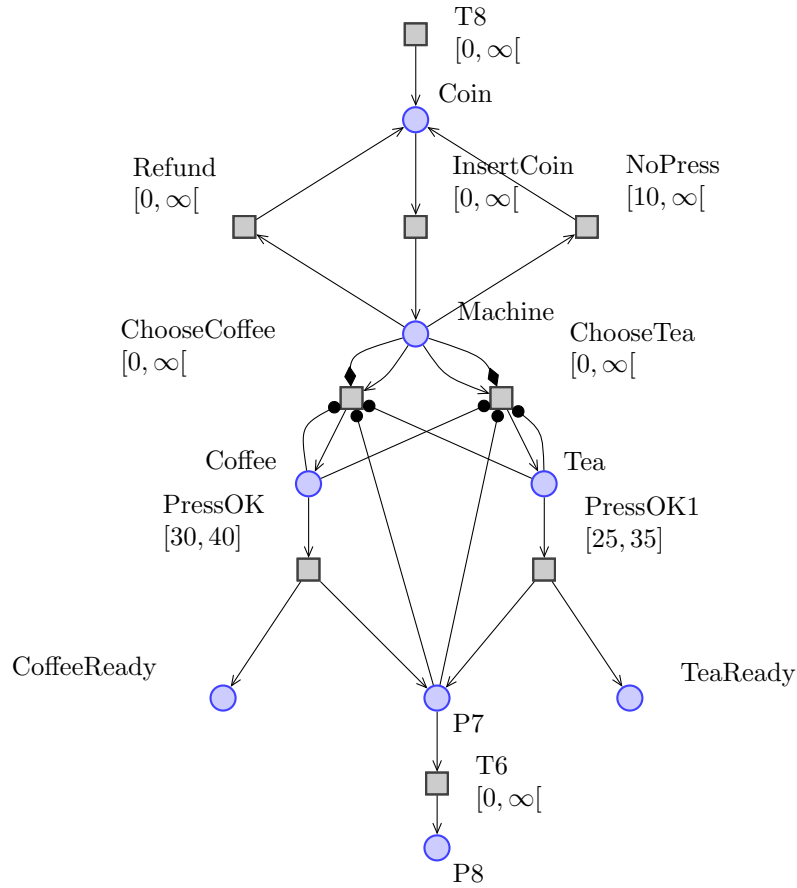 T8
[0, ∞[
Coin
Refund
[0, ∞[
InsertCoin
[0, ∞[
NoPress
[10, ∞[
Machine
ChooseCoffee
[0, ∞[
ChooseTea
[0, ∞[
Coffee
Tea
PressOK
[30, 40]
PressOK1
[25, 35]
CoffeeReady
TeaReady
P7
T6
[0, ∞[
P8